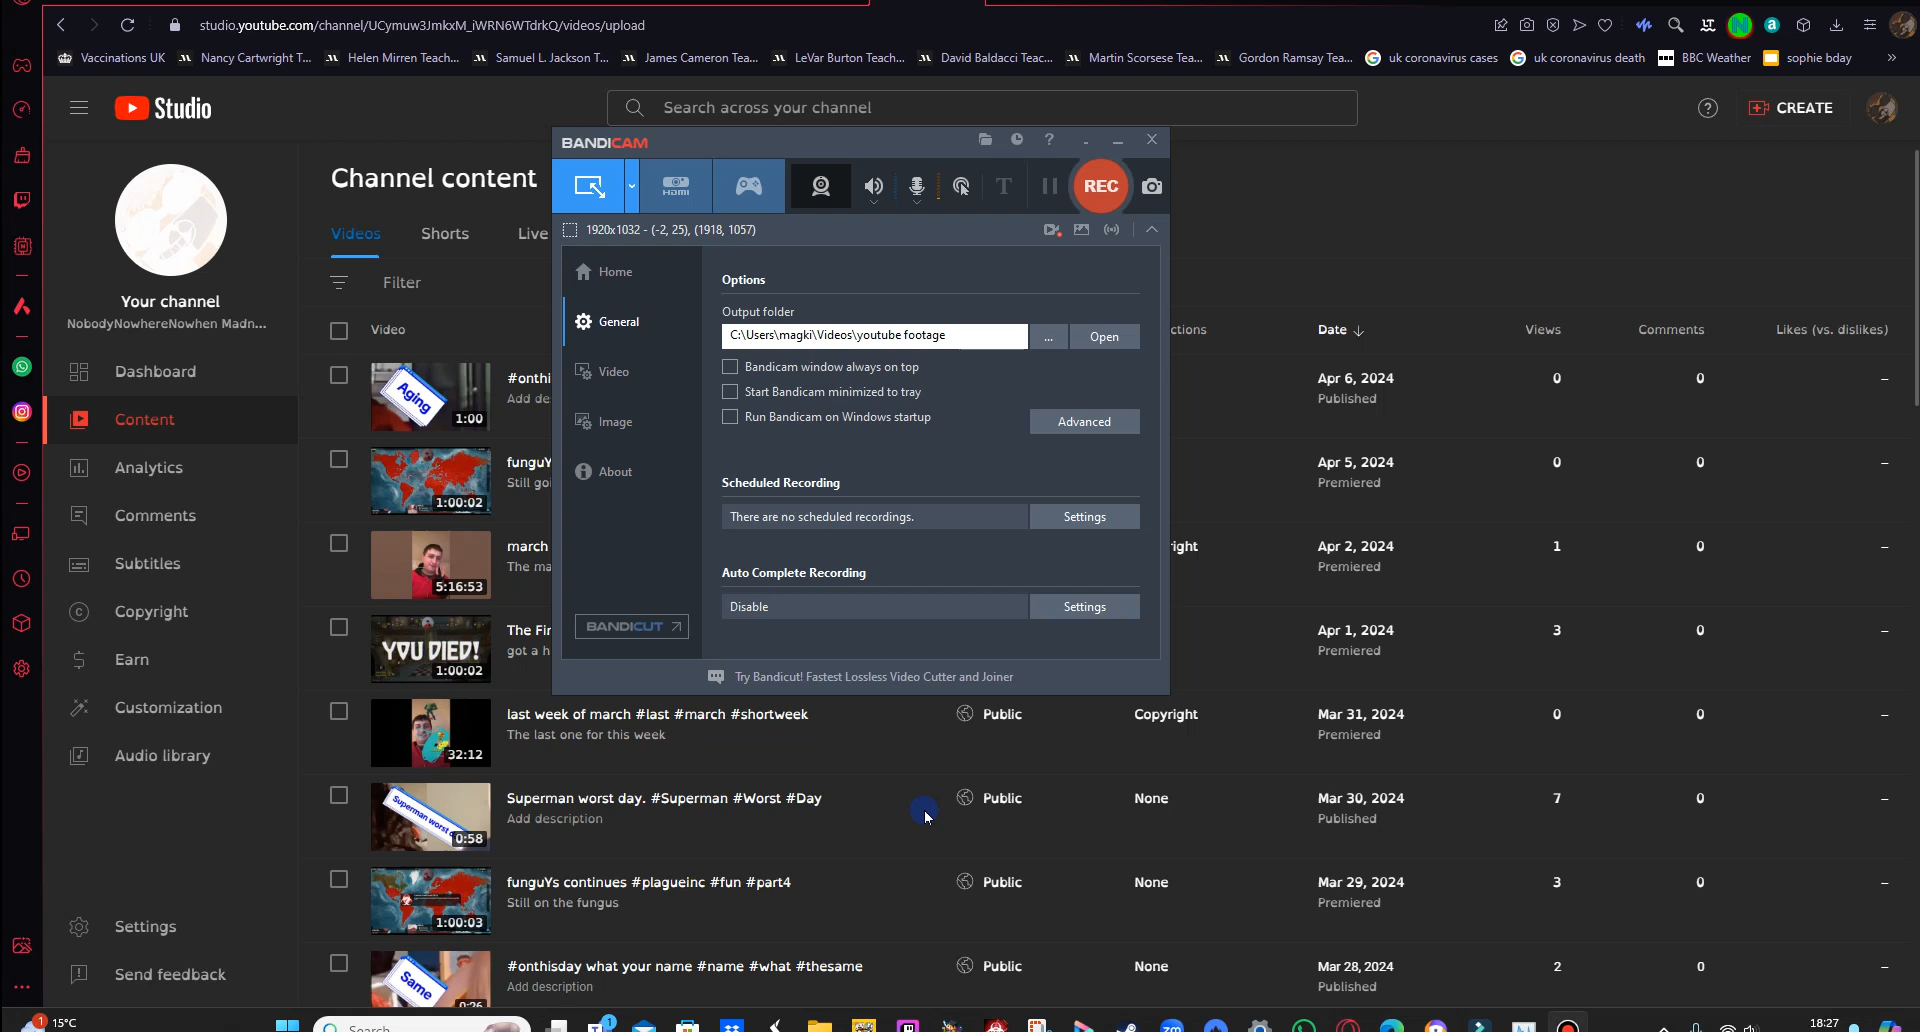 studio.youtube.com/channel/UCymuw3JmkxM_iWRN6WTdrkQ/videos/upload
Vaccinations UK
Nancy Cartwright T...
Helen Mirren Teach...
Samuel L. Jackson T...
James Cameron Tea...
LeVar Burton Teach...
David Baldacci Teac...
Martin Scorsese Tea...
Gordon Ramsay Tea...
uk coronavirus cases
uk coronavirus death
BBC Weather
sophie bday
Studio
Search across your channel
CREATE
Your channel
NobodyNowhereNowhen Madn...
Dashboard
Content
Analytics
Comments
Subtitles
Copyright
Earn
Customization
Audio library
Settings
Send feedback
Channel content
Videos
Shorts
Live
Filter
Video
ctions
Date
Views
Comments
Likes (vs. dislikes)
Aging
1:00
#onthi
Add de
Apr 6, 2024
Published
0
0
–
1:00:02
funguY
Still goi
Apr 5, 2024
Premiered
0
0
–
5:16:53
march
The ma
ight
Apr 2, 2024
Premiered
1
0
–
YOU DIED!
1:00:02
The Fir
got a h
Apr 1, 2024
Premiered
3
0
–
32:12
last week of march #last #march #shortweek
The last one for this week
Public
Copyright
Mar 31, 2024
Premiered
0
0
–
Superman worst
0:58
Superman worst day. #Superman #Worst #Day
Add description
Public
None
Mar 30, 2024
Published
7
0
–
1:00:03
funguYs continues #plagueinc #fun #part4
Still on the fungus
Public
None
Mar 29, 2024
Premiered
3
0
–
Same
0:26
#onthisday what your name #name #what #thesame
Add description
Public
None
Mar 28, 2024
Published
2
0
–
BANDICAM
HDMI
REC
1920x1032 - (-2, 25), (1918, 1057)
Home
General
Video
Image
About
BANDICUT
Options
Output folder
C:\Users\magki\Videos\youtube footage
...
Open
Bandicam window always on top
Start Bandicam minimized to tray
Run Bandicam on Windows startup
Advanced
Scheduled Recording
There are no scheduled recordings.
Settings
Auto Complete Recording
Disable
Settings
Try Bandicut! Fastest Lossless Video Cutter and Joiner
1
15°C
Search
1
zm
18:27